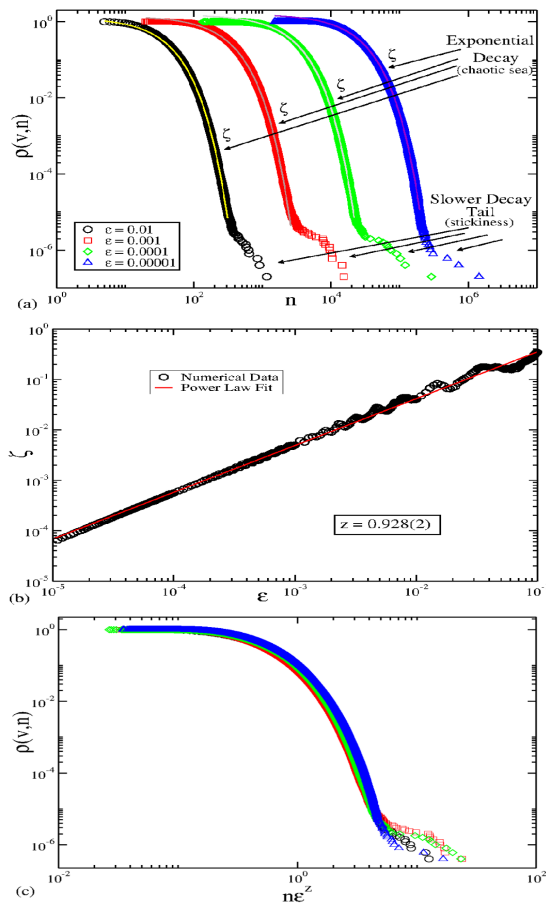 10^0
10^-2
10^-4
10^-6
ρ(v,n)
ζ
ζ
ζ
ζ
Exponential
Decay
(chaotic sea)
Slower Decay
Tail
(stickiness)
ε = 0.01
ε = 0.001
ε = 0.0001
ε = 0.00001
10^0
10^2
10^4
10^6
n
(a)
10^0
10^-1
10^-2
10^-3
10^-4
10^-5
ζ
Numerical Data
Power Law Fit
z = 0.928(2)
10^-5
10^-4
10^-3
10^-2
ε
(b)
10^0
10^-2
10^-4
10^-6
ρ(v,n)
10^-2
10^0
10^2
nε^z
(c)